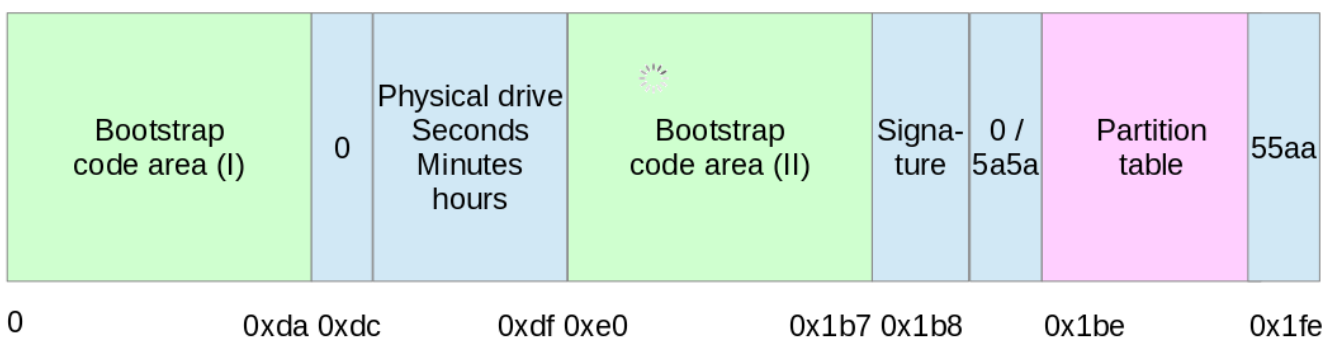 Bootstrap
code area (I)
0
Physical drive
Seconds
Minutes
hours
Bootstrap
code area (II)
Signa-
ture
0 /
5a5a
Partition
table
55aa
0 0xda 0xdc 0xdf 0xe0 0x1b7 0x1b8 0x1be 0x1fe